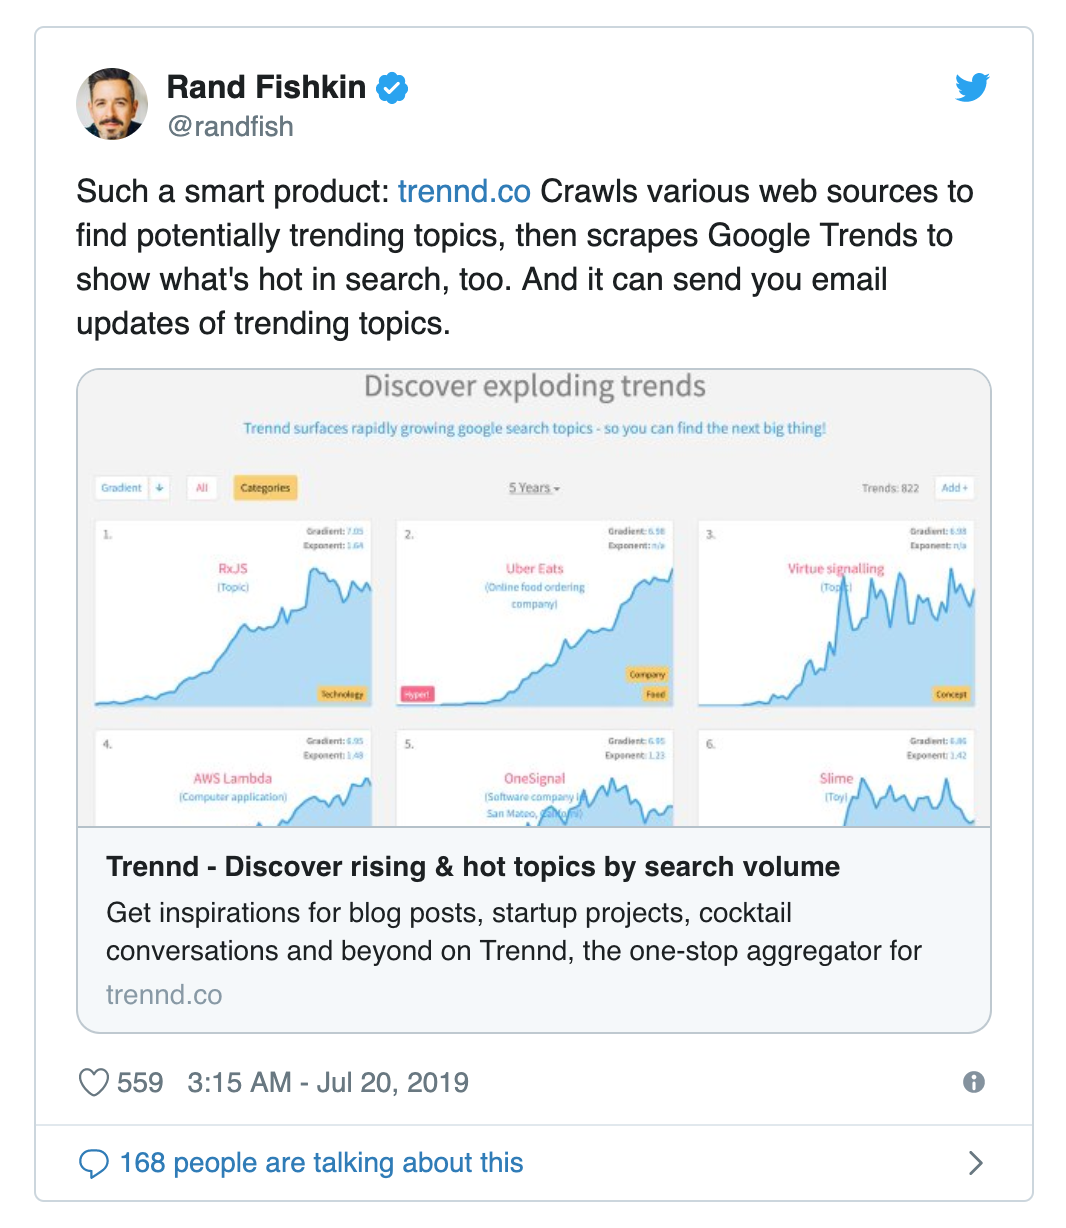 Rand Fishkin
@randfish
Such a smart product: trennd.co Crawls various web sources to
find potentially trending topics, then scrapes Google Trends to
show what's hot in search, too. And it can send you email
updates of trending topics.
Discover exploding trends
Trennd surfaces rapidly growing google search topics - so you can find the next big thing!
Gradient All Categories 5 Years Trends: 822 Add +
1. Gradient: 7.05
Exponent: 1.64
RxJS
(Topic)
Technology
2. Gradient: 6.98
Exponent: n/a
Uber Eats
(Online food ordering
company)
Company
Hyper! Food
3. Gradient: 6.98
Exponent: n/a
Virtue signalling
(Topic)
Concept
4. Gradient: 6.95
Exponent: 1.48
AWS Lambda
(Computer application)
5. Gradient: 6.95
Exponent: 1.23
OneSignal
(Software company
San Mateo,
6. Gradient: 6.86
Exponent: 1.42
Slime
(Toy)
Trennd - Discover rising & hot topics by search volume
Get inspirations for blog posts, startup projects, cocktail
conversations and beyond on Trennd, the one-stop aggregator for
trennd.co
559 3:15 AM - Jul 20, 2019
168 people are talking about this